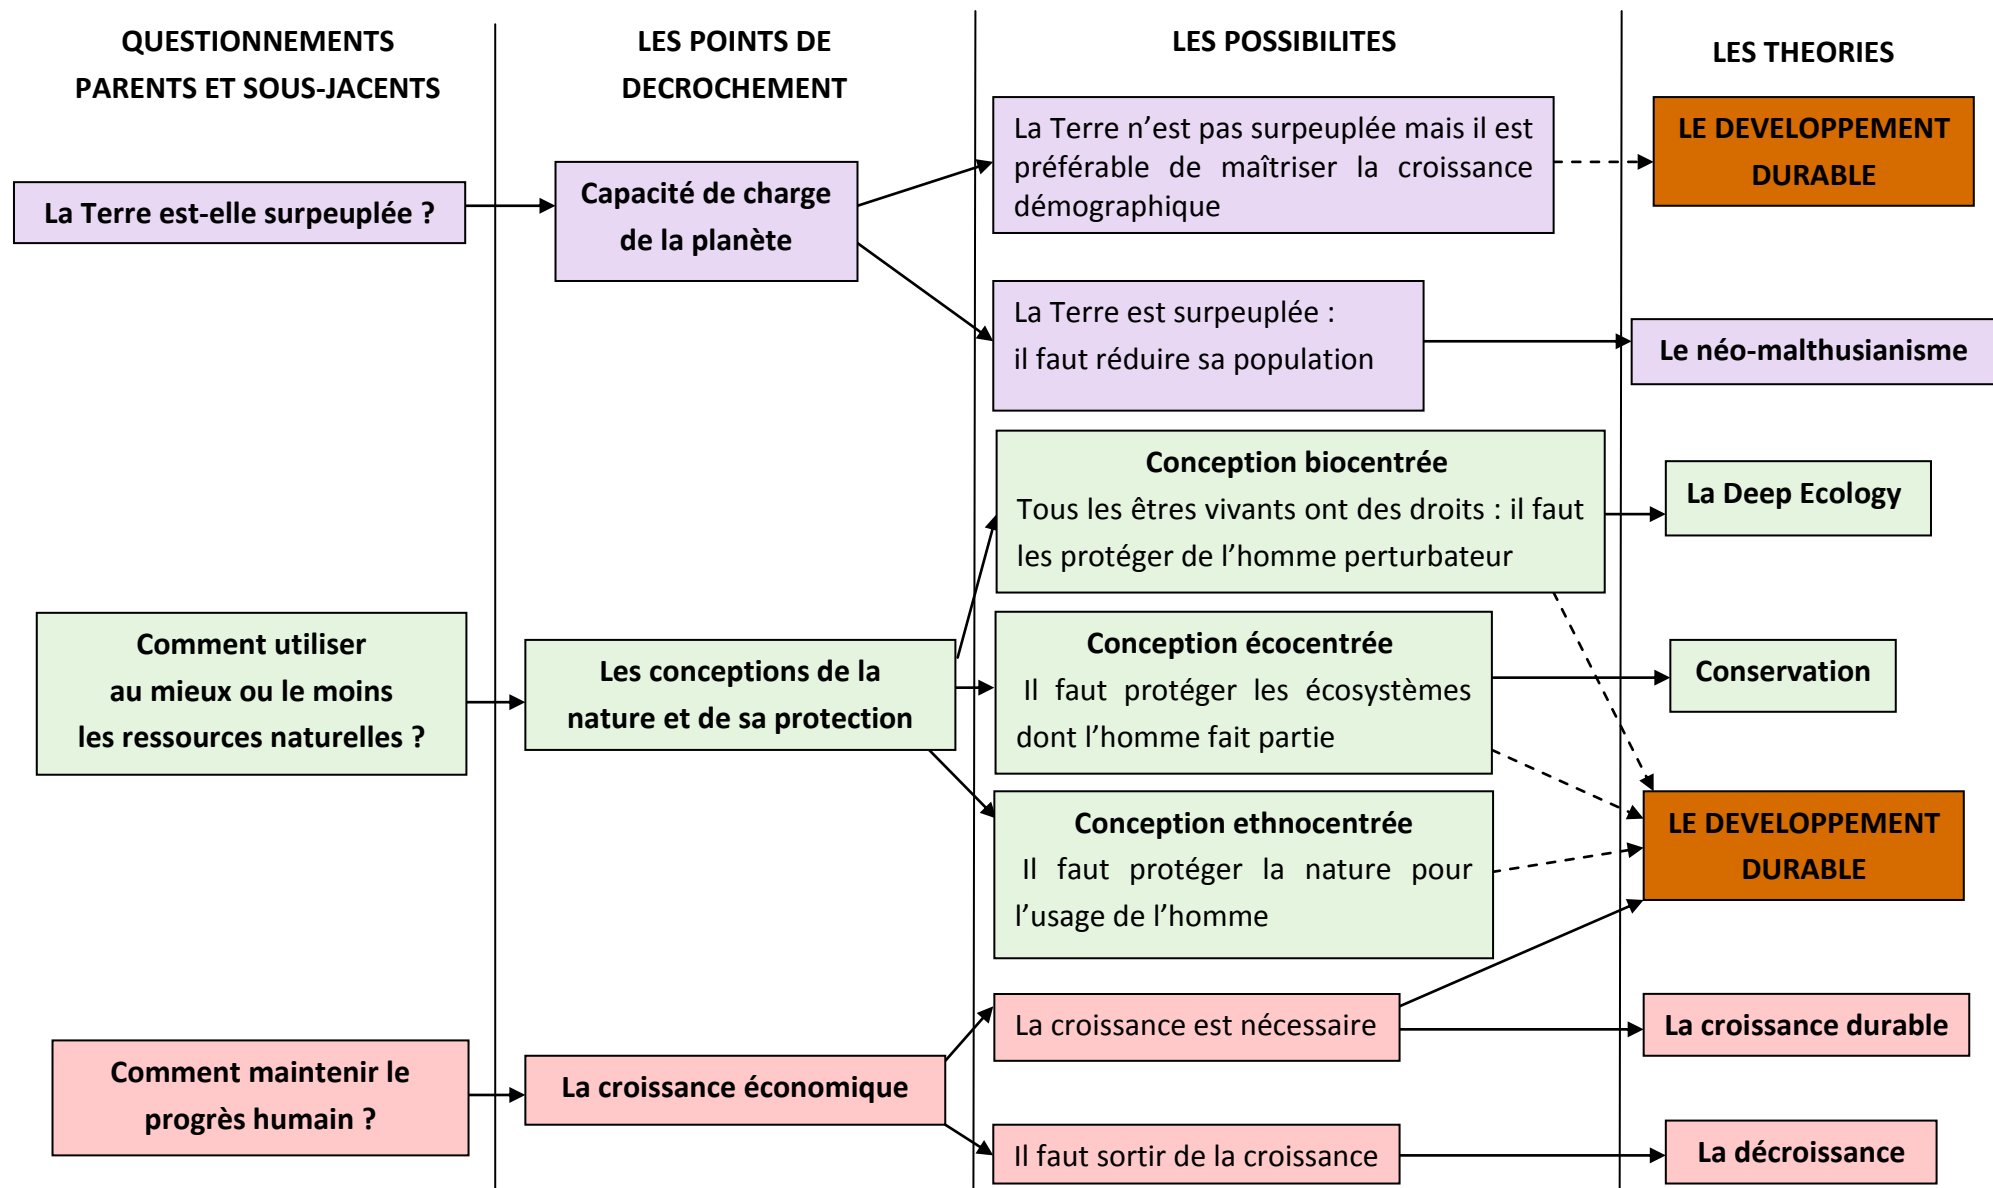 QUESTIONNEMENTS
PARENTS ET SOUS-JACENTS
LES POINTS DE
DECROCHEMENT
LES POSSIBILITES
LES THEORIES
La Terre est-elle surpeuplée ?
Capacité de charge
de la planète
La Terre n’est pas surpeuplée mais il est
préférable de maîtriser la croissance
démographique
LE DEVELOPPEMENT
DURABLE
La Terre est surpeuplée :
il faut réduire sa population
Le néo-malthusianisme
Comment utiliser
au mieux ou le moins
les ressources naturelles ?
Les conceptions de la
nature et de sa protection
Conception biocentrée
Tous les êtres vivants ont des droits : il faut
les protéger de l’homme perturbateur
La Deep Ecology
Conception écocentrée
Il faut protéger les écosystèmes
dont l’homme fait partie
Conservation
Conception ethnocentrée
Il faut protéger la nature pour
l’usage de l’homme
LE DEVELOPPEMENT
DURABLE
Comment maintenir le
progrès humain ?
La croissance économique
La croissance est nécessaire
La croissance durable
Il faut sortir de la croissance
La décroissance